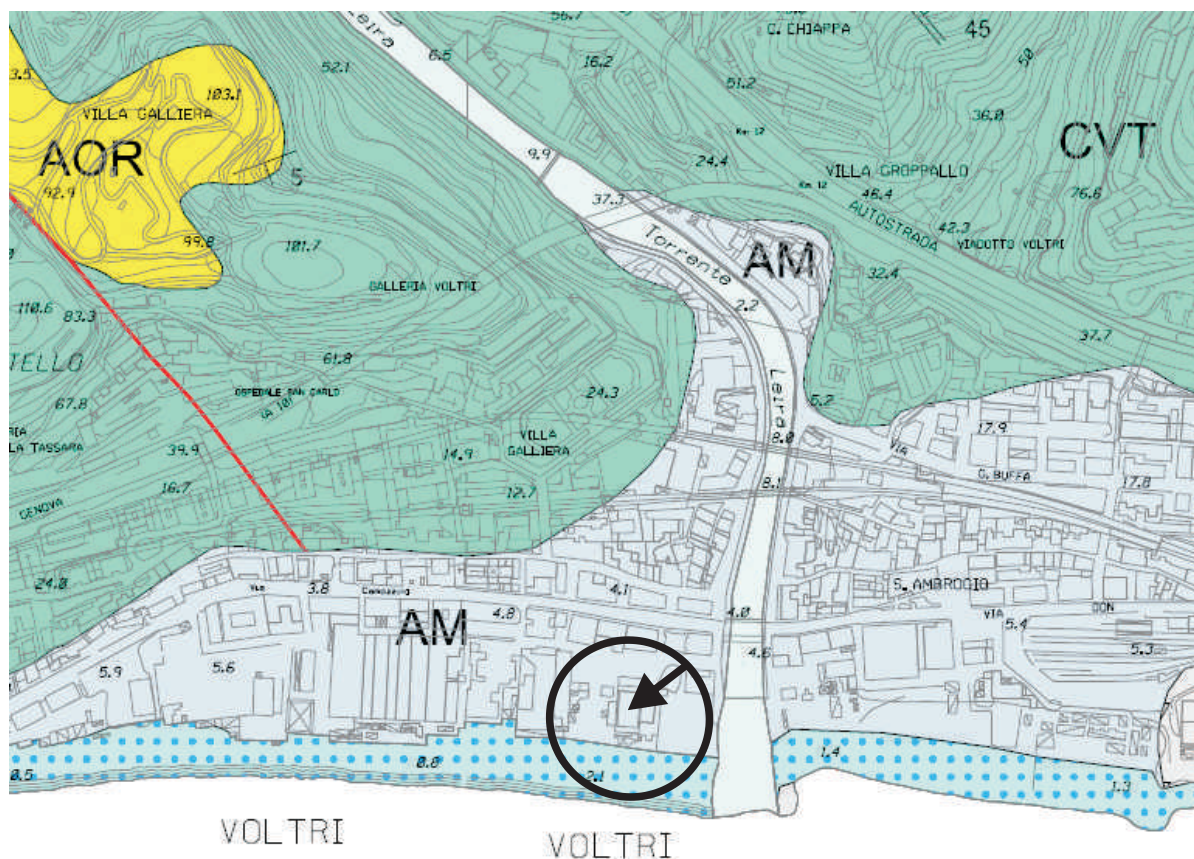 56.7
C. CHIAPPA
45
Leira
6.5
16.2
52.1
51.2
50
3.5
103.1
VILLA GALLIERA
36.0
AOR
CVT
Km 12
9.9
24.4
VILLA GROPPALLO
5
92.9
37.3
Km 12
46.4
76.8
AUTOSTRADA
42.3
Torrente
VIADOTTO VOLTRI
99.8
101.7
AM
32.4
GALLERIA VOLTRI
2.2
110.6
83.3
37.7
TELLO
61.8
OSPEDALE SAN CARLO
24.3
Leira
67.8
5.2
RIA
LA TASSARA
VILLA
GALLIERA
17.9
39.9
14.9
8.0
VIA
G. BUFFA
16.7
12.7
8.1
17.8
GENOVA
24.0
3.8
4.1
S. AMBROGIO
4.8
4.0
VIA
DON
AM
5.4
5.9
5.6
4.6
5.3
1.4
0.5
0.8
2.1
1.3
VOLTRI
VOLTRI